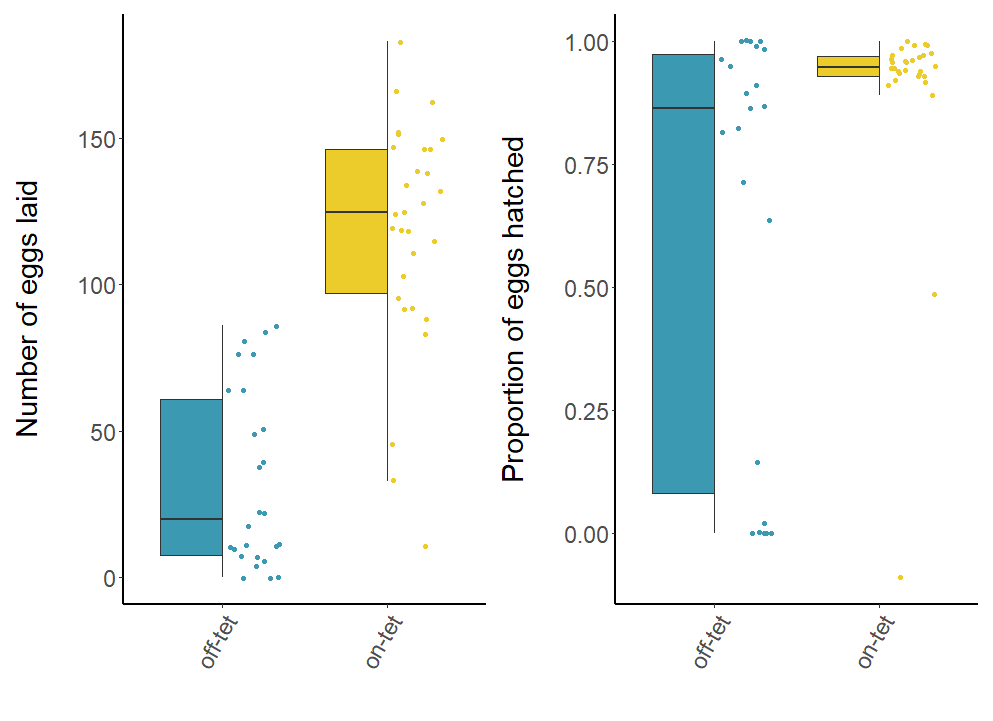 Number of eggs laid
150
100
50
0
off-tet
on-tet
Proportion of eggs hatched
1.00
0.75
0.50
0.25
0.00
off-tet
on-tet